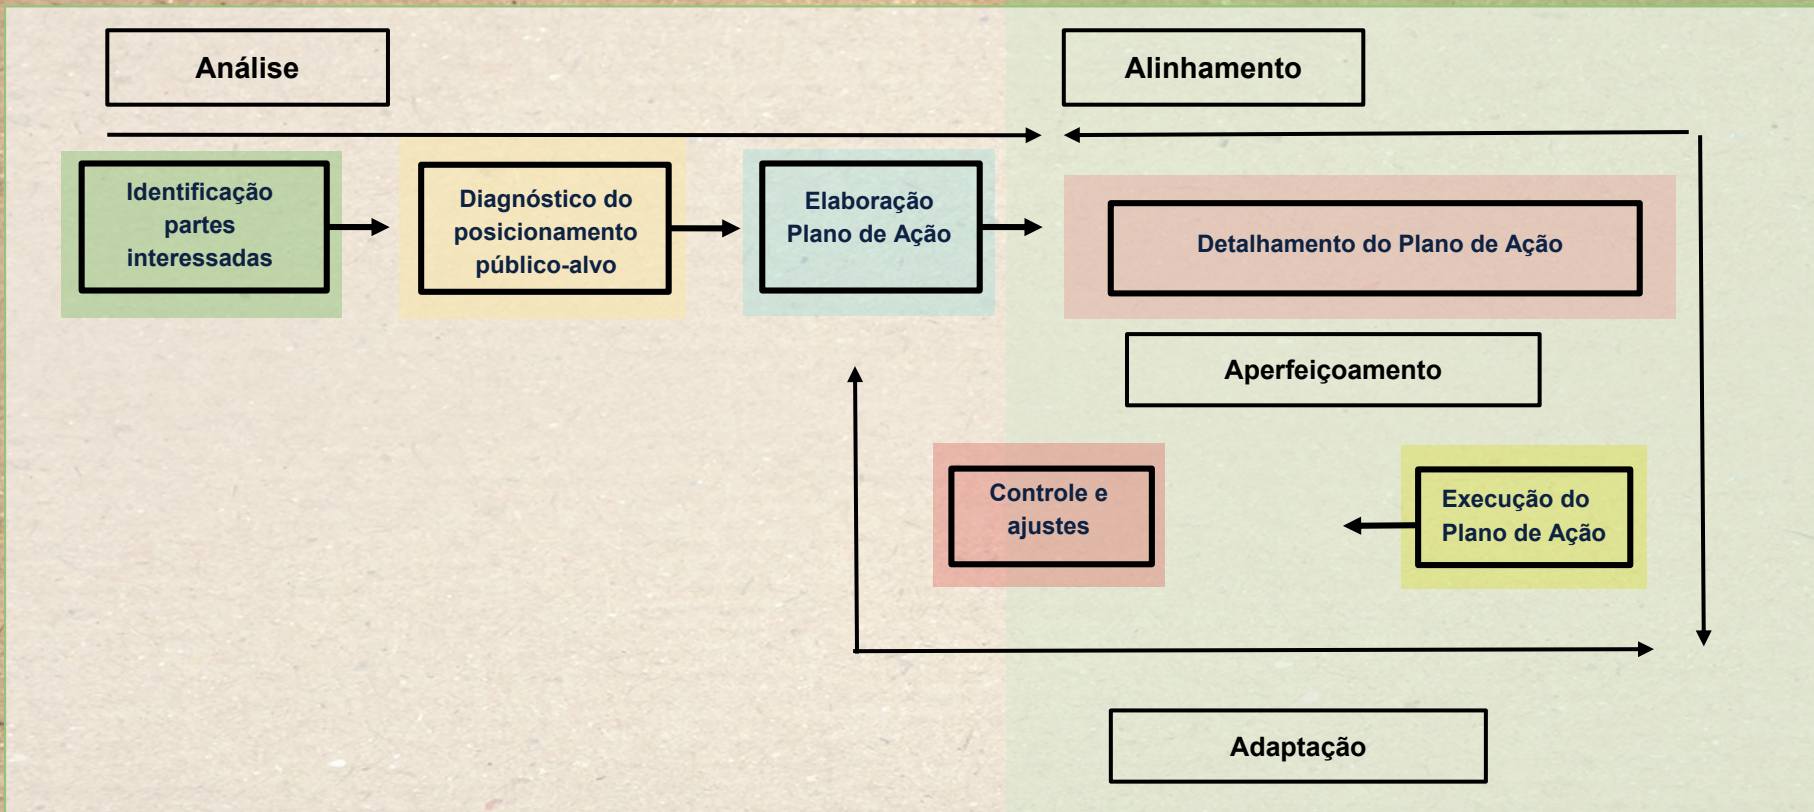 Análise
Alinhamento
Identificação
partes
interessadas
Diagnóstico do
posicionamento
público-alvo
Elaboração
Plano de Ação
Detalhamento do Plano de Ação
Aperfeiçoamento
Controle e
ajustes
Execução do
Plano de Ação
Adaptação